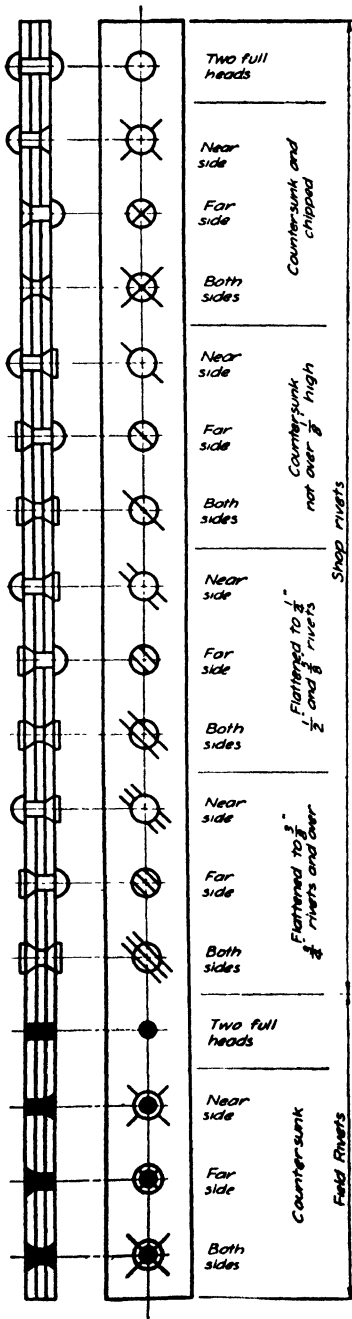 Two full
heads
Near
side
Far
side
Both
sides
Countersunk and
chipped
Near
side
Far
side
Both
sides
Countersunk
not over 1/8" high
Near
side
Far
side
Both
sides
Flattened to 1/4"
1/2" and 5/8" rivets
Near
side
Far
side
Both
sides
Flattened to 3/8"
3/4" rivets and over
Shop rivets
Two full
heads
Near
side
Far
side
Both
sides
Countersunk
Field Rivets